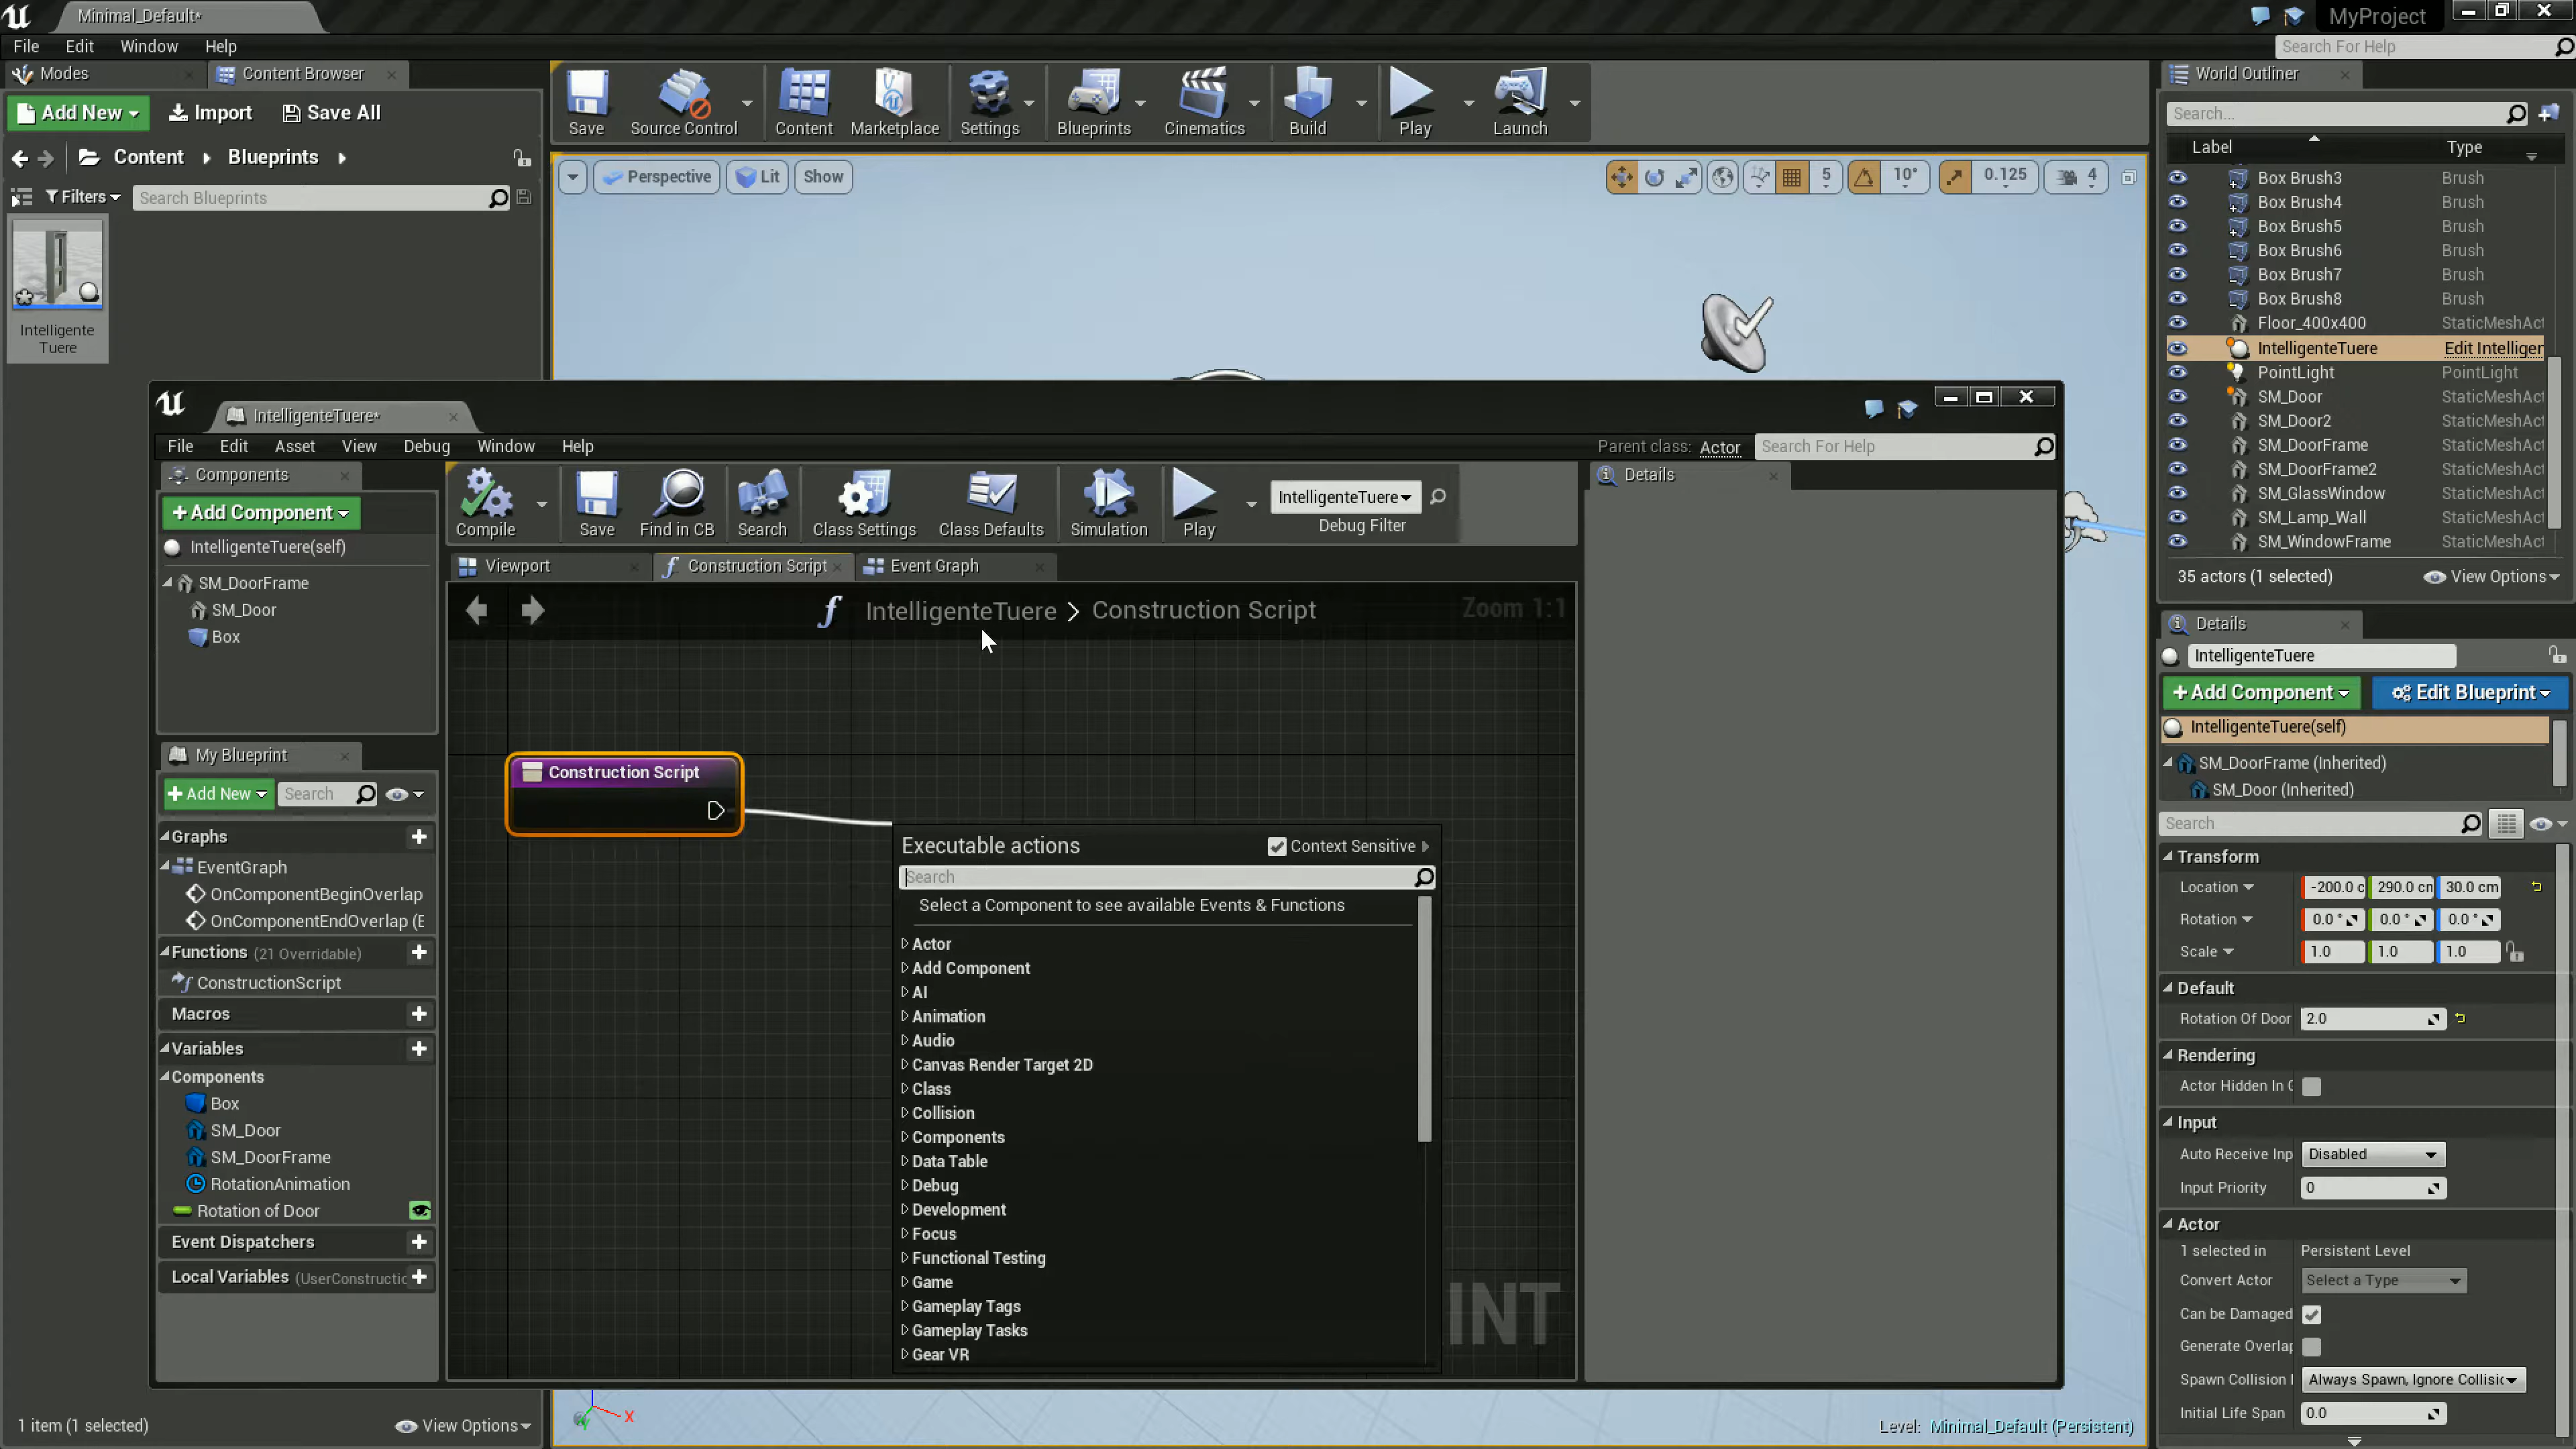 Minimal_Default*
MyProject
File Edit Window Help
Search For Help
Modes
Content Browser
Add New
Import
Save All
Content
Blueprints
Filters
Search Blueprints
Intelligente
Tuere
Save
Source Control
Content
Marketplace
Settings
Blueprints
Cinematics
Build
Play
Launch
Perspective
Lit
Show
5
10°
0.125
4
World Outliner
Search...
Label
Type
Box Brush3 Brush
Box Brush4 Brush
Box Brush5 Brush
Box Brush6 Brush
Box Brush7 Brush
Box Brush8 Brush
Floor_400x400 StaticMeshAct
IntelligenteTuere Edit Intelligen
PointLight PointLight
SM_Door StaticMeshAct
SM_Door2 StaticMeshAct
SM_DoorFrame StaticMeshAct
SM_DoorFrame2 StaticMeshAct
SM_GlassWindow StaticMeshAct
SM_Lamp_Wall StaticMeshAct
SM_WindowFrame StaticMeshAct
35 actors (1 selected)
View Options
IntelligenteTuere*
File Edit Asset View Debug Window Help
Parent class: Actor
Search For Help
Components
+Add Component
IntelligenteTuere(self)
SM_DoorFrame
SM_Door
Box
Compile
Save
Find in CB
Search
Class Settings
Class Defaults
Simulation
Play
IntelligenteTuere
Debug Filter
Details
Viewport
Construction Script
Event Graph
IntelligenteTuere > Construction Script
Zoom 1:1
Construction Script
Executable actions
Context Sensitive
Search
Select a Component to see available Events & Functions
Actor
Add Component
AI
Animation
Audio
Canvas Render Target 2D
Class
Collision
Components
Data Table
Debug
Development
Focus
Functional Testing
Game
Gameplay Tags
Gameplay Tasks
Gear VR
INT
My Blueprint
+Add New
Search
Graphs
EventGraph
OnComponentBeginOverlap
OnComponentEndOverlap (E
Functions (21 Overridable)
ConstructionScript
Macros
Variables
Components
Box
SM_Door
SM_DoorFrame
RotationAnimation
Rotation of Door
Event Dispatchers
Local Variables (UserConstructio
Details
IntelligenteTuere
+Add Component
Edit Blueprint
IntelligenteTuere(self)
SM_DoorFrame (Inherited)
SM_Door (Inherited)
Search
Transform
Location -200.0 c 290.0 cn 30.0 cm
Rotation 0.0 ° 0.0 ° 0.0 °
Scale 1.0 1.0 1.0
Default
Rotation Of Door 2.0
Rendering
Actor Hidden In G
Input
Auto Receive Inp Disabled
Input Priority 0
Actor
1 selected in Persistent Level
Convert Actor Select a Type
Can be Damaged
Generate Overlap
Spawn Collision Always Spawn, Ignore Collisic
Initial Life Span 0.0
1 item (1 selected)
View Options
X
Level: Minimal_Default (Persistent)